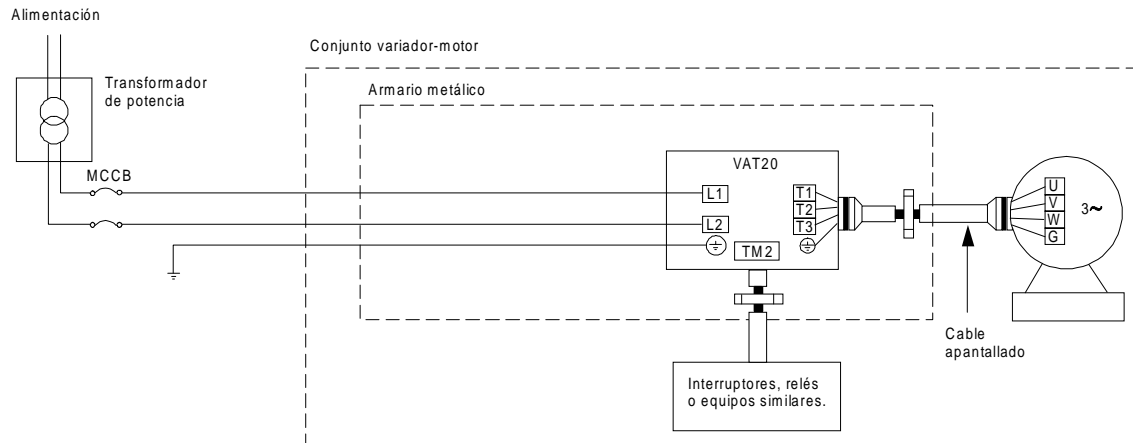 Alimentación
Conjunto variador-motor
Transformador
de potencia
Armario metálico
MCCB
VAT20
L1
T1
T2
T3
L2
TM2
U
V
W
G
3~
Cable
apantallado
Interruptores, relés
o equipos similares.